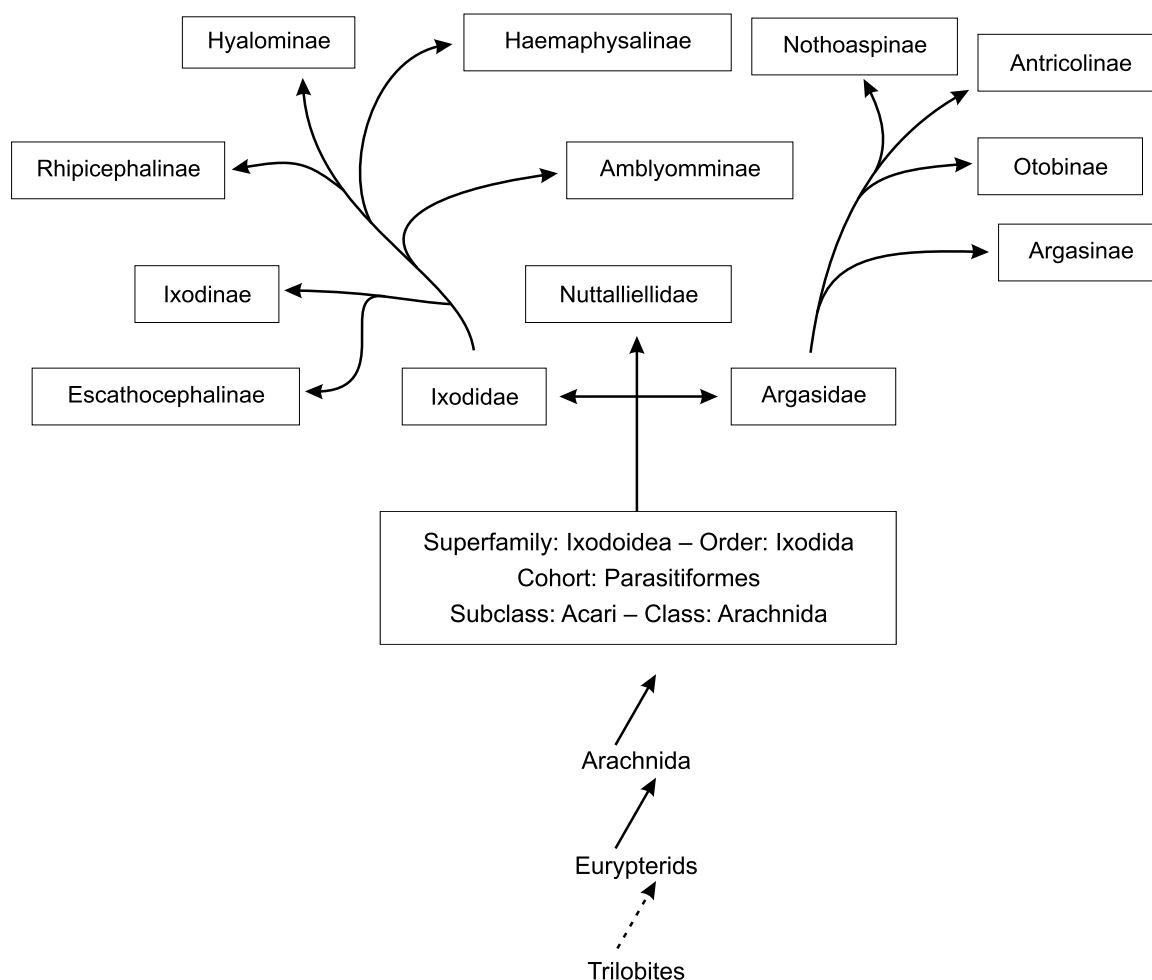 Hyalominae
Haemaphysalinae
Nothoaspinae
Antricolinae
Rhipicephalinae
Amblyomminae
Otobinae
Argasinae
Ixodinae
Nuttalliellidae
Escathocephalinae
Ixodidae
Argasidae
Superfamily: Ixodoidea – Order: Ixodida
Cohort: Parasitiformes
Subclass: Acari – Class: Arachnida
Arachnida
Eurypterids
Trilobites